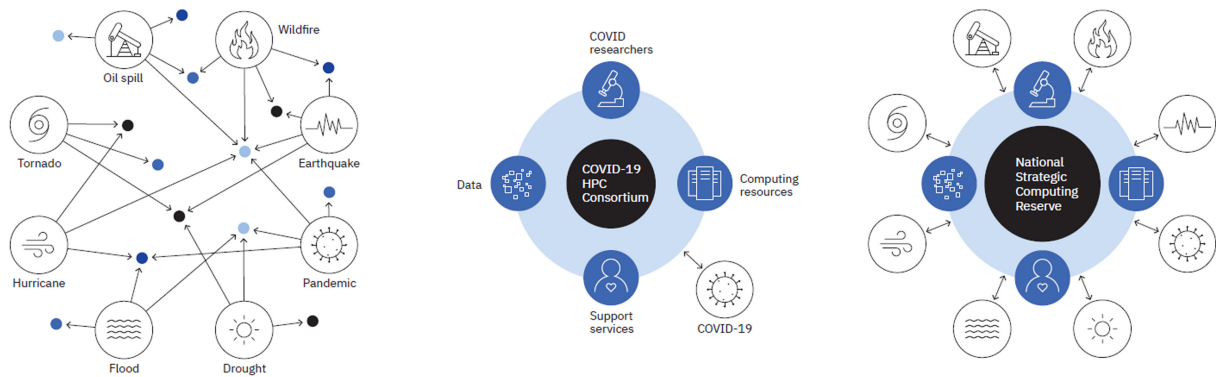 Oil spill
Wildfire
Tornado
Earthquake
Hurricane
Pandemic
Flood
Drought
COVID
researchers
Data
COVID-19
HPC
Consortium
Computing
resources
Support
services
COVID-19
National
Strategic
Computing
Reserve